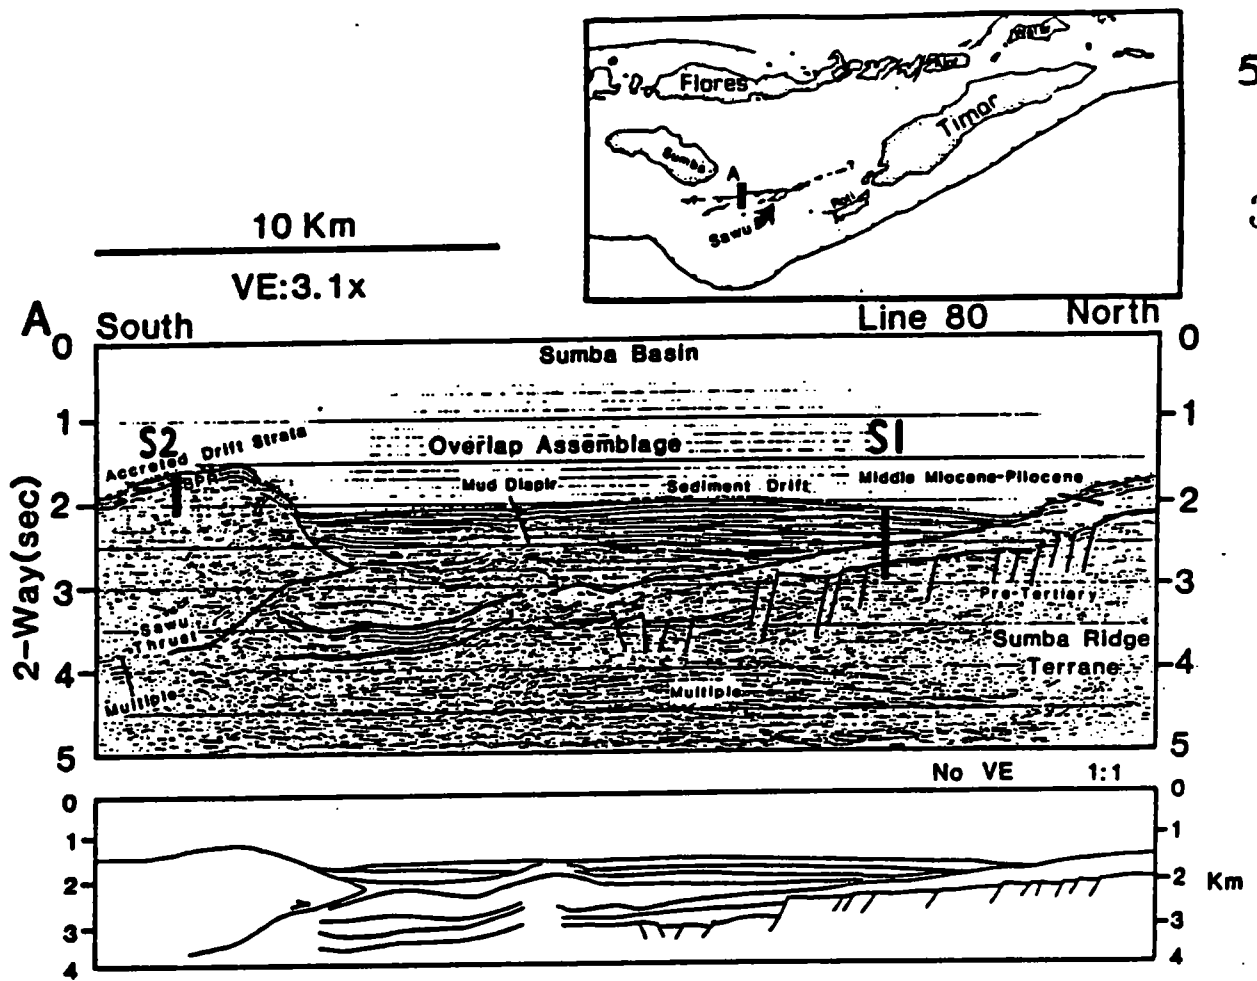 Flores
Timor
Sumba
A
Roti
Sawu
5
3
10 Km
VE:3.1x
A
South
Line 80
North
0
0
Sumba Basin
1
1
S2
S1
Accreted Drift Strata
Overlap Assemblage
BPR
Mud Diapir
Sediment Drift
Middle Miocene-Pliocene
2
2
2-Way(sec)
3
3
Pre-Tertiary
Sawu
Thrust
Sumba Ridge
Terrane
4
4
Multiple
Multiple
5
5
No VE 1:1
0
0
1
1
2
2
Km
3
3
4
4